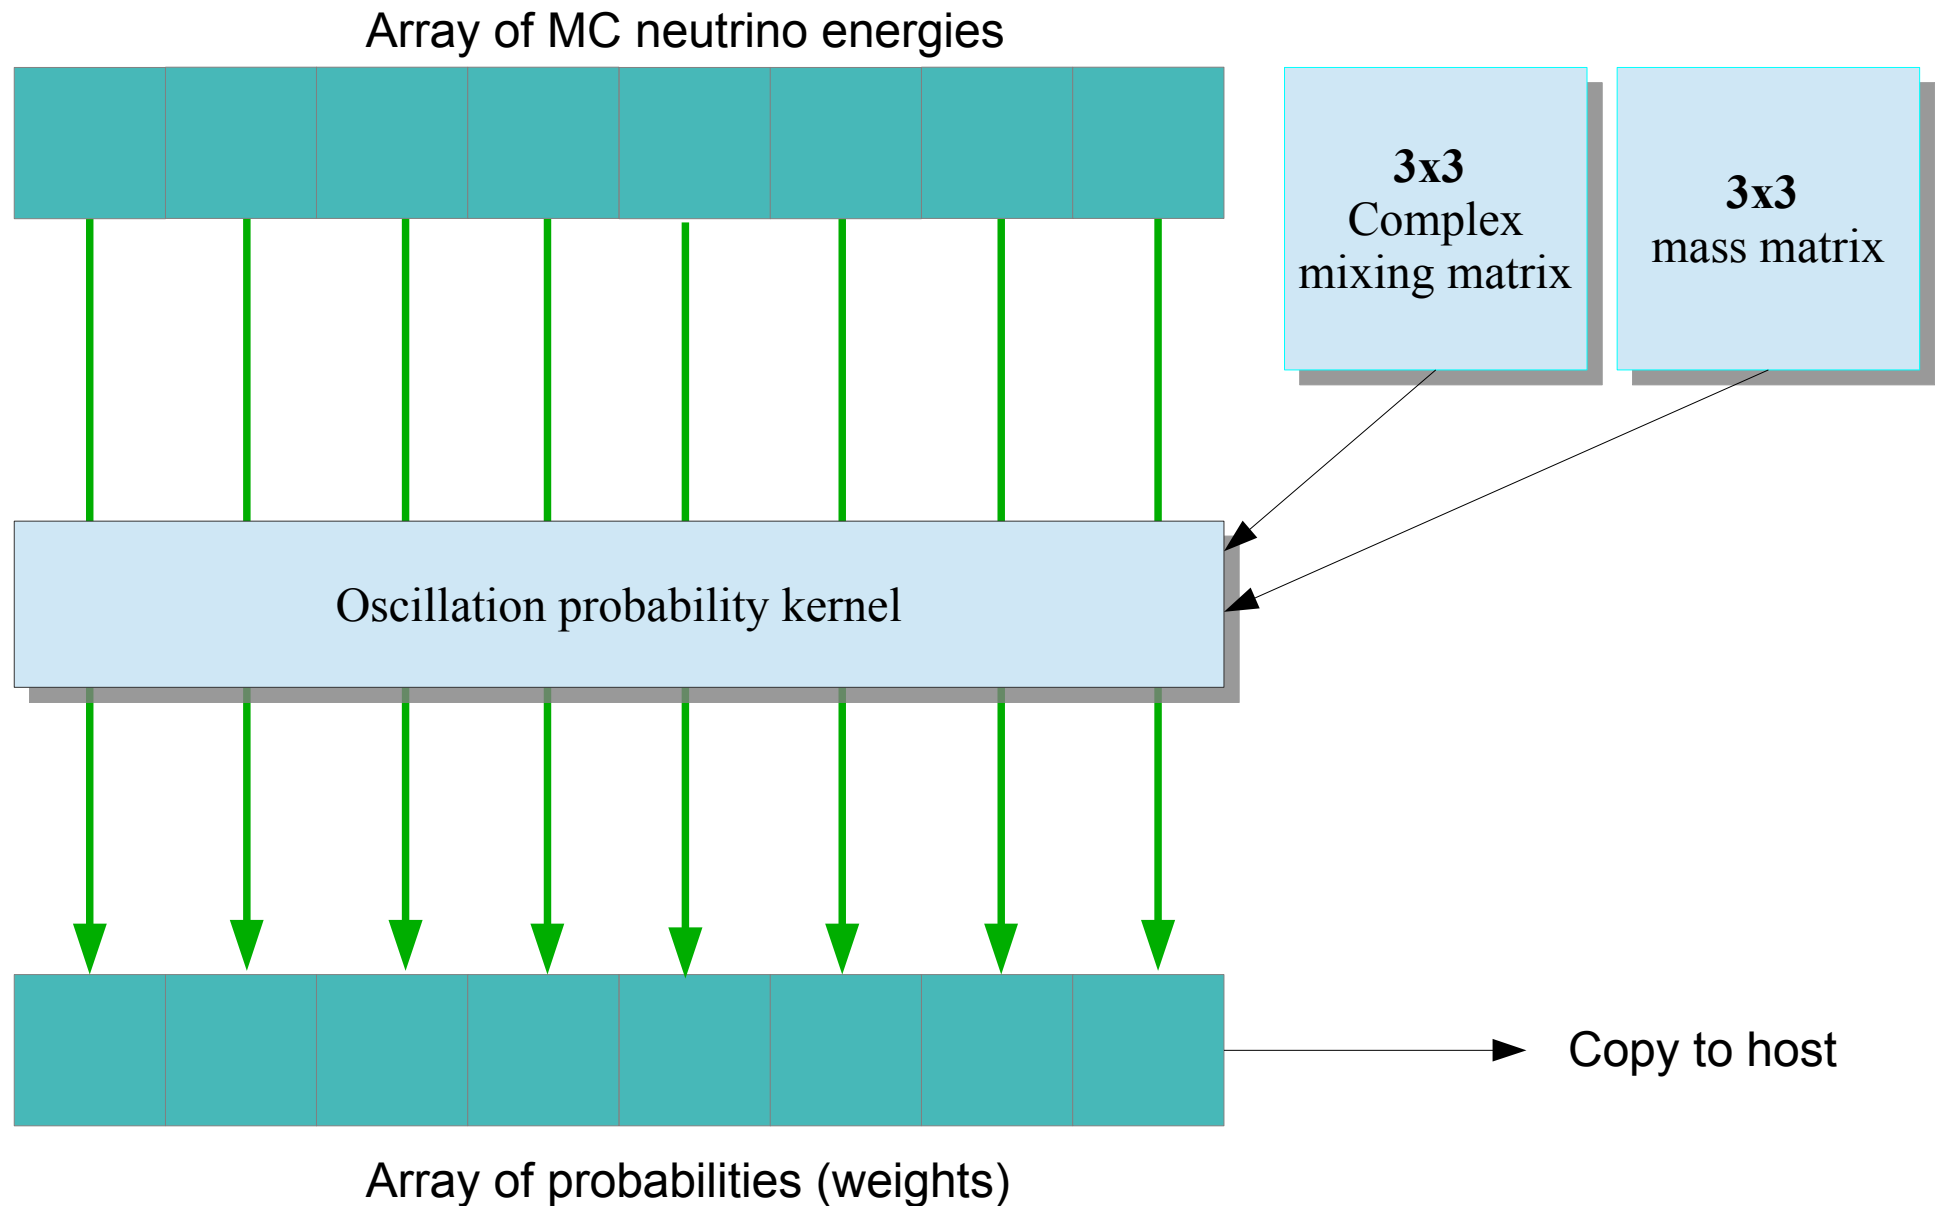 Array of MC neutrino energies
3x3
Complex
mixing matrix
3x3
mass matrix
Oscillation probability kernel
Copy to host
Array of probabilities (weights)